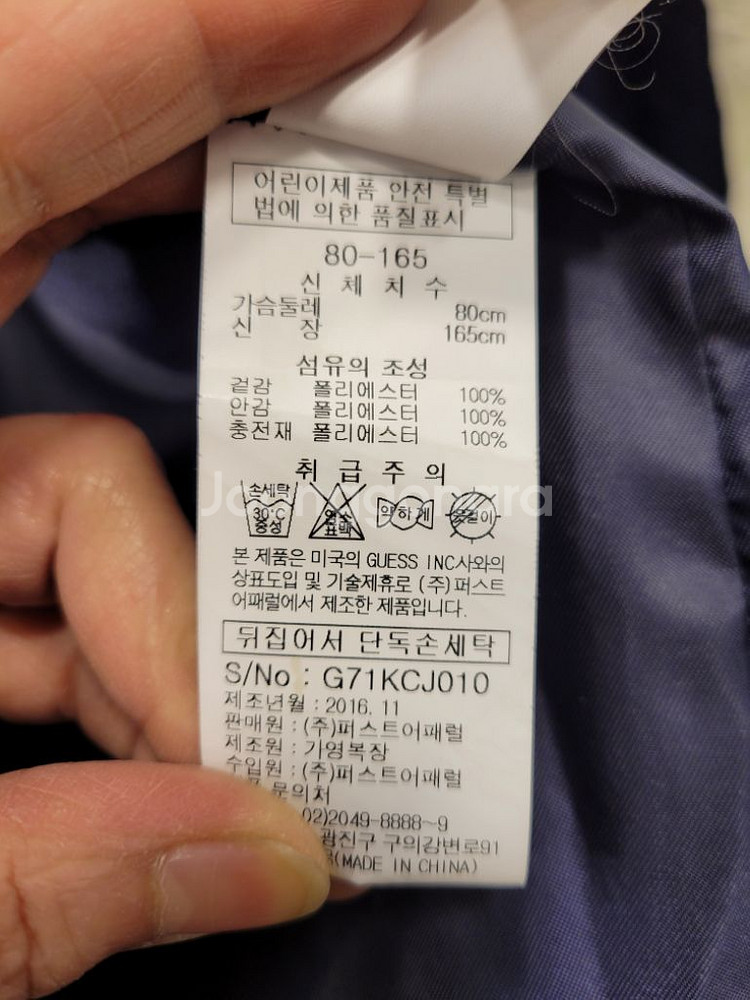 어린이제품 안전 특별
법에 의한 품질표시
80-165
신 체 치 수
가슴둘레 80cm
신 장 165cm
섬유의 조성
겉감 폴리에스터 100%
안감 폴리에스터 100%
충전재 폴리에스터 100%
취 급 주 의
손세탁
30°C
중성
염소
표백
약하게
옷걸이
본 제품은 미국의 GUESS INC사와의
상표도입 및 기술제휴로 (주)퍼스트
어패럴에서 제조한 제품입니다.
뒤집어서 단독손세탁
S/No : G71KCJ010
제조년월 : 2016. 11
판매원 : (주)퍼스트어패럴
제조원 : 가영복장
수입원 : (주)퍼스트어패럴
문의처
02)2049-8888~9
광진구 구의강변로91
(MADE IN CHINA)
Joonggonara